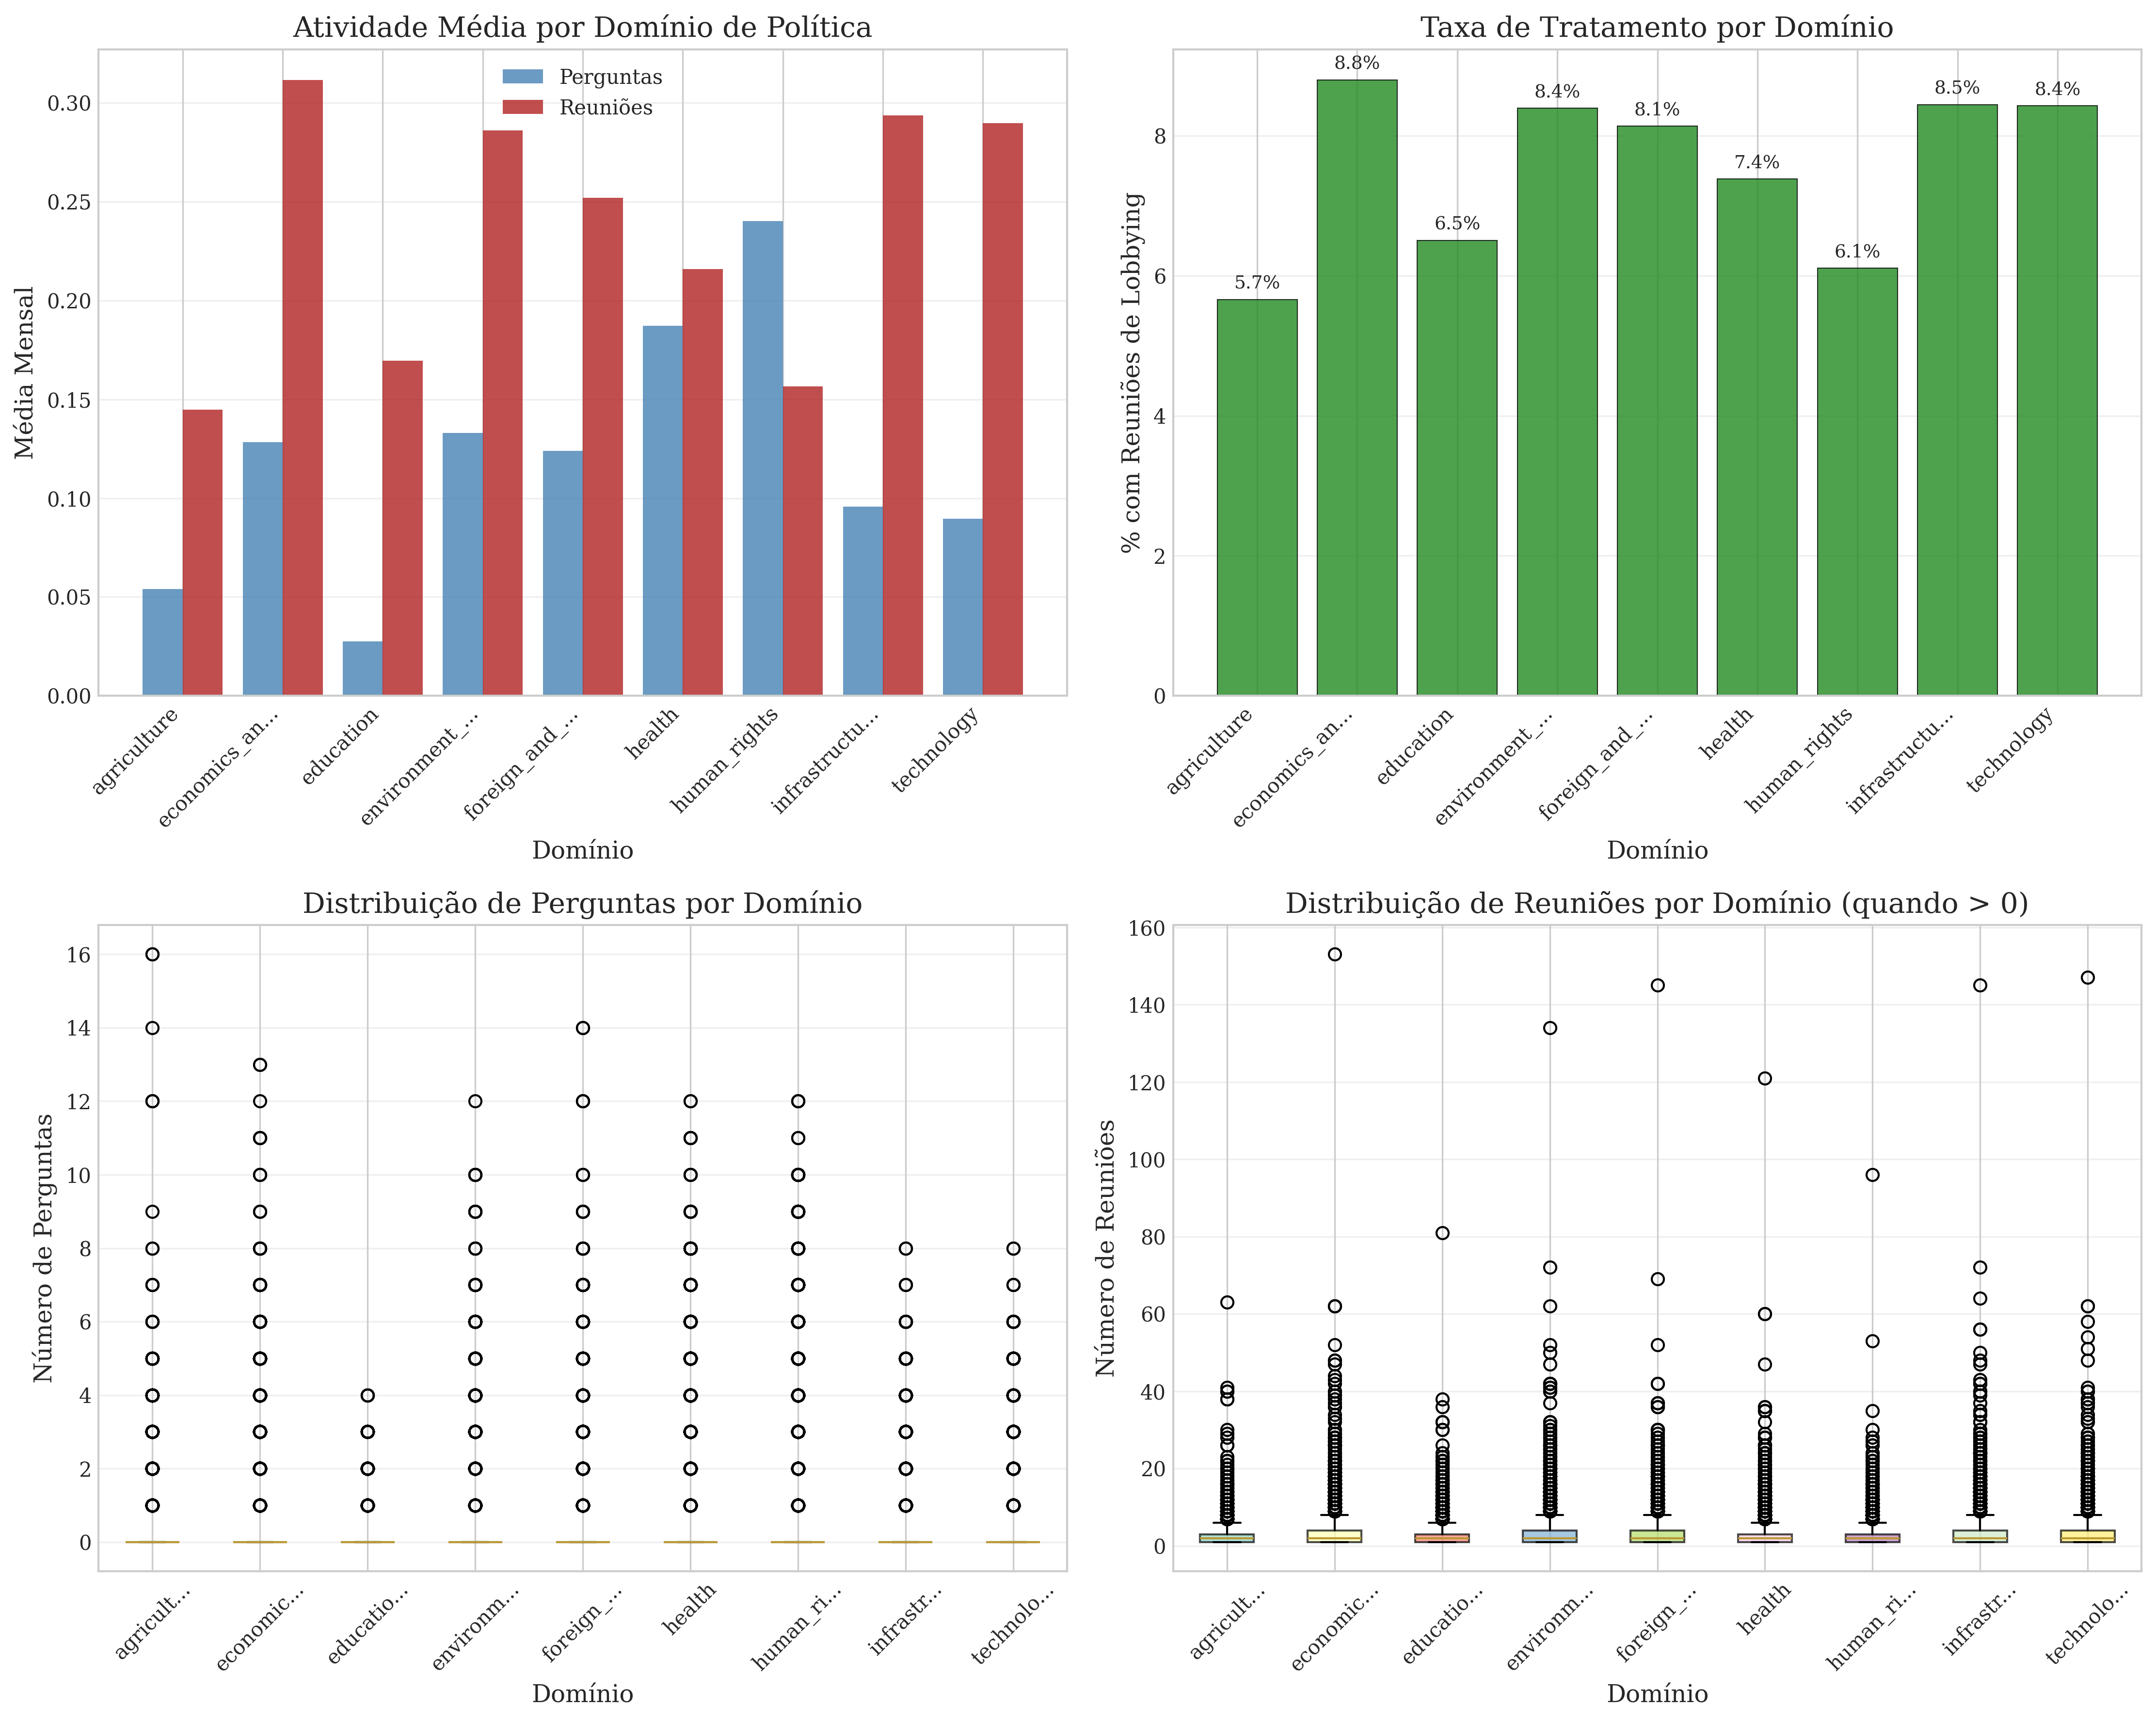 Atividade Média por Domínio de Política
Perguntas
Reuniões
Média Mensal
0.30
0.25
0.20
0.15
0.10
0.05
0.00
agriculture
economics_an...
education
environment_...
foreign_and_...
health
human_rights
infrastructu...
technology
Domínio
Taxa de Tratamento por Domínio
% com Reuniões de Lobbying
8
6
4
2
0
5.7%
8.8%
6.5%
8.4%
8.1%
7.4%
6.1%
8.5%
8.4%
agriculture
economics_an...
education
environment_...
foreign_and_...
health
human_rights
infrastructu...
technology
Domínio
Distribuição de Perguntas por Domínio
Número de Perguntas
16
14
12
10
8
6
4
2
0
agricult...
economic...
educatio...
environm...
foreign_...
health
human_ri...
infrastr...
technolo...
Domínio
Distribuição de Reuniões por Domínio (quando > 0)
Número de Reuniões
160
140
120
100
80
60
40
20
0
agricult...
economic...
educatio...
environm...
foreign_...
health
human_ri...
infrastr...
technolo...
Domínio